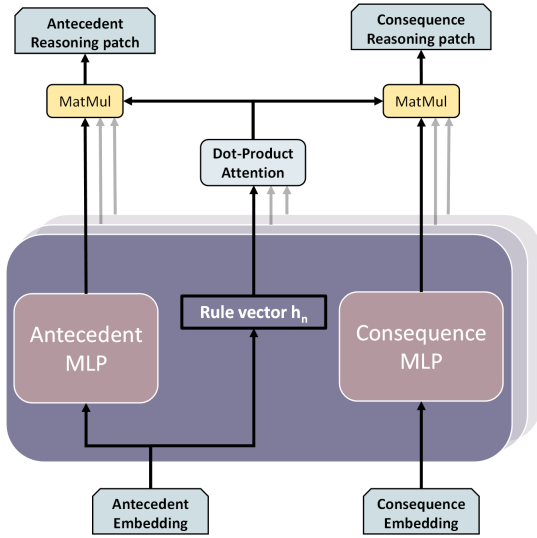 Antecedent
Reasoning patch
Consequence
Reasoning patch
MatMul
MatMul
Dot-Product
Attention
Antecedent
MLP
Rule vector hₙ
Consequence
MLP
Antecedent
Embedding
Consequence
Embedding